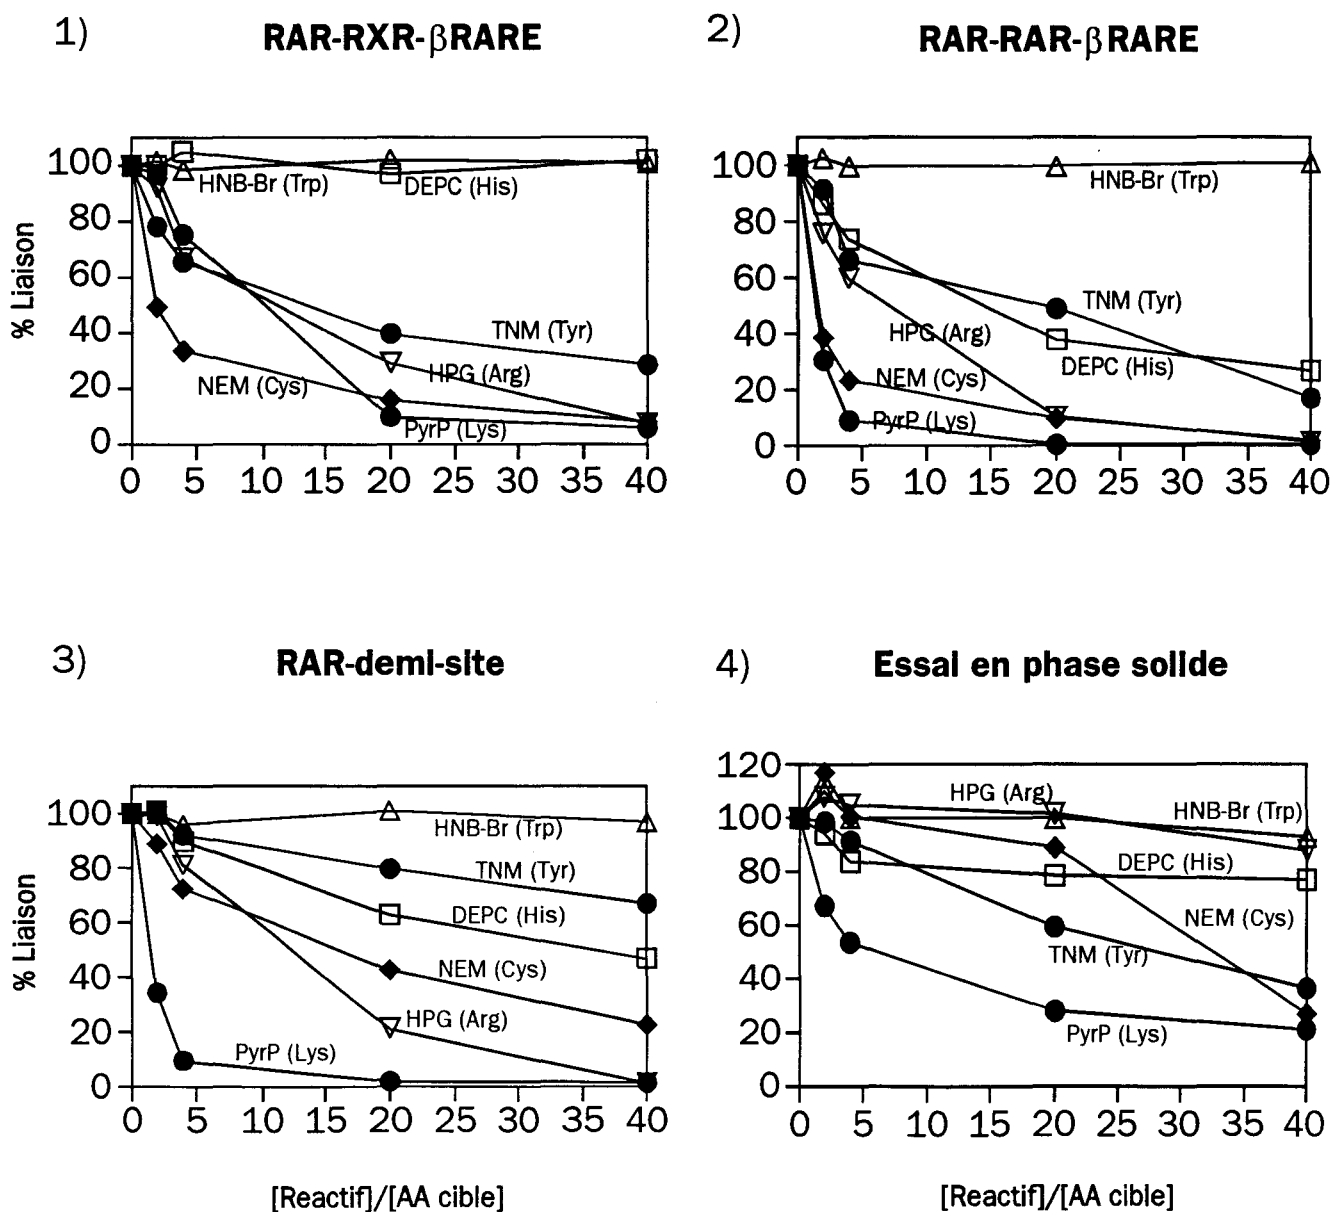 1) RAR-RXR-βRARE
% Liaison
100
80
60
40
20
0
0 5 10 15 20 25 30 35 40
HNB-Br (Trp)
DEPC (His)
TNM (Tyr)
HPG (Arg)
NEM (Cys)
PyrP (Lys)
2) RAR-RAR-βRARE
100
80
60
40
20
0
0 5 10 15 20 25 30 35 40
HNB-Br (Trp)
TNM (Tyr)
HPG (Arg)
DEPC (His)
NEM (Cys)
PyrP (Lys)
3) RAR-demi-site
% Liaison
100
80
60
40
20
0
0 5 10 15 20 25 30 35 40
HNB-Br (Trp)
TNM (Tyr)
DEPC (His)
NEM (Cys)
HPG (Arg)
PyrP (Lys)
[Reactif]/[AA cible]
4) Essai en phase solide
120
100
80
60
40
20
0
0 5 10 15 20 25 30 35 40
HPG (Arg)
HNB-Br (Trp)
DEPC (His)
NEM (Cys)
TNM (Tyr)
PyrP (Lys)
[Reactif]/[AA cible]